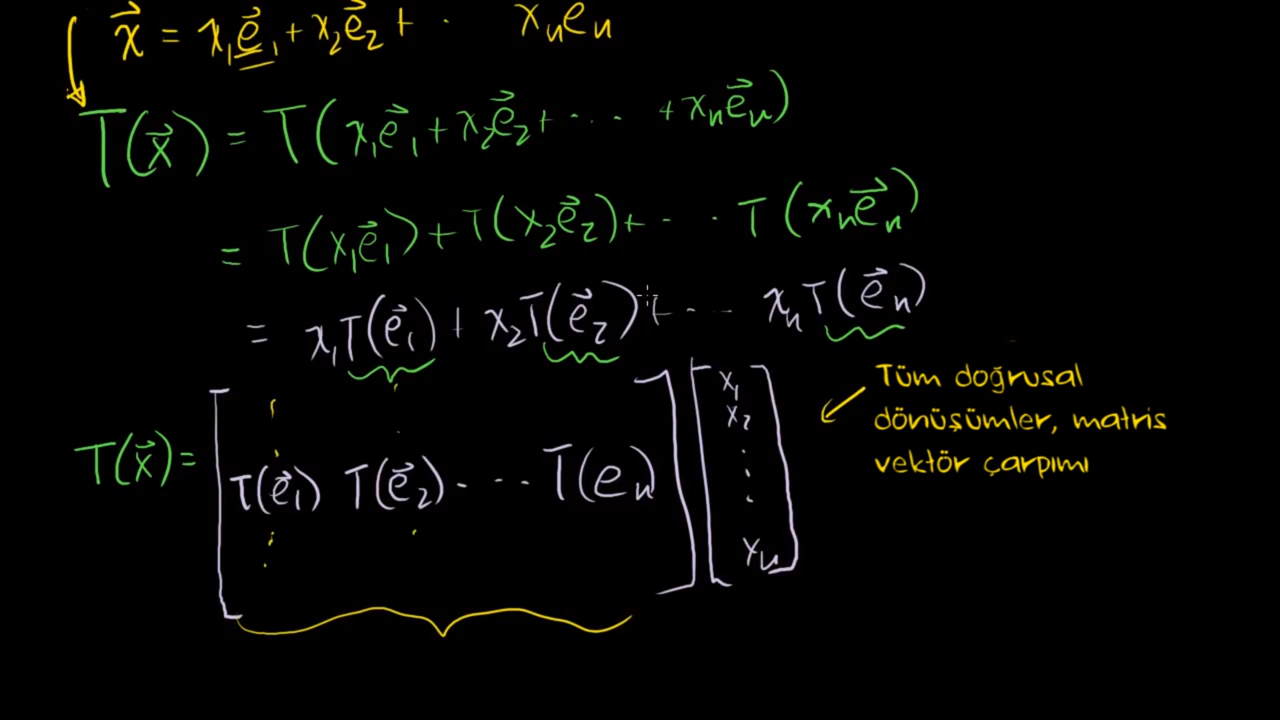 x⃗ = x₁e⃗₁ + x₂e⃗₂ + · xₙeₙ
T(x⃗) = T(x₁e⃗₁ + x₂e⃗₂ + ··· + xₙe⃗ₙ)
= T(x₁e⃗₁) + T(x₂e⃗₂) + ··· T(xₙe⃗ₙ)
= x₁T(e⃗₁) + x₂T(e⃗₂) + ··· xₙT(e⃗ₙ)
T(x⃗) = [T(e⃗₁) T(e⃗₂) ···· T(eₙ)] [x₁ x₂ ⋮ xₙ]
Tüm doğrusal
dönüşümler, matris
vektör çarpımı